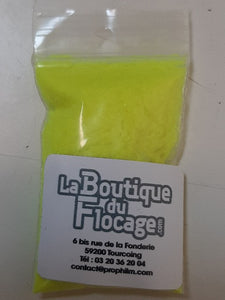 La Boutique
du
Flocage.com
6 bis rue de la Fonderie
59200 Tourcoing
Tél : 03 20 36 20 04
contact@prophilm.com